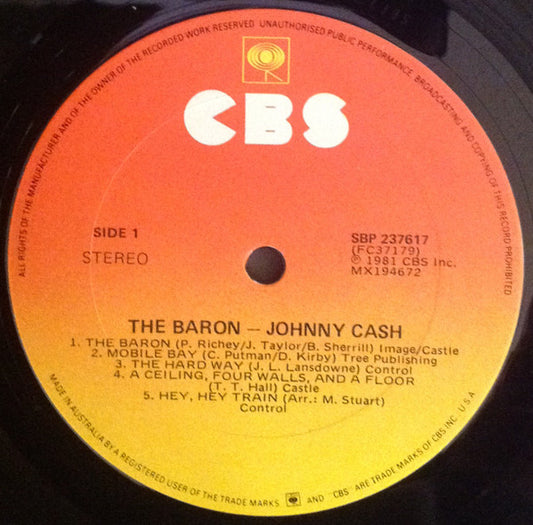 ALL RIGHTS OF THE MANUFACTURER AND OF THE OWNER OF THE RECORDED WORK RESERVED UNAUTHORISED PUBLIC PERFORMANCE, BROADCASTING AND COPYING OF THIS RECORD PROHIBITED
CBS
SIDE 1
STEREO
SBP 237617
(FC37179)
℗ 1981 CBS Inc.
MX194672
THE BARON – JOHNNY CASH
1. THE BARON (P. Richey/J. Taylor/B. Sherrill) Image/Castle
2. MOBILE BAY (C. Putman/D. Kirby) Tree Publishing
3. THE HARD WAY (J. L. Lansdowne) Control
4. A CEILING, FOUR WALLS, AND A FLOOR
(T. T. Hall) Castle
5. HEY, HEY TRAIN (Arr.: M. Stuart)
Control
MADE IN AUSTRALIA BY A REGISTERED USER OF THE TRADE MARKS AND "CBS" ARE TRADE MARKS OF CBS INC U.S.A